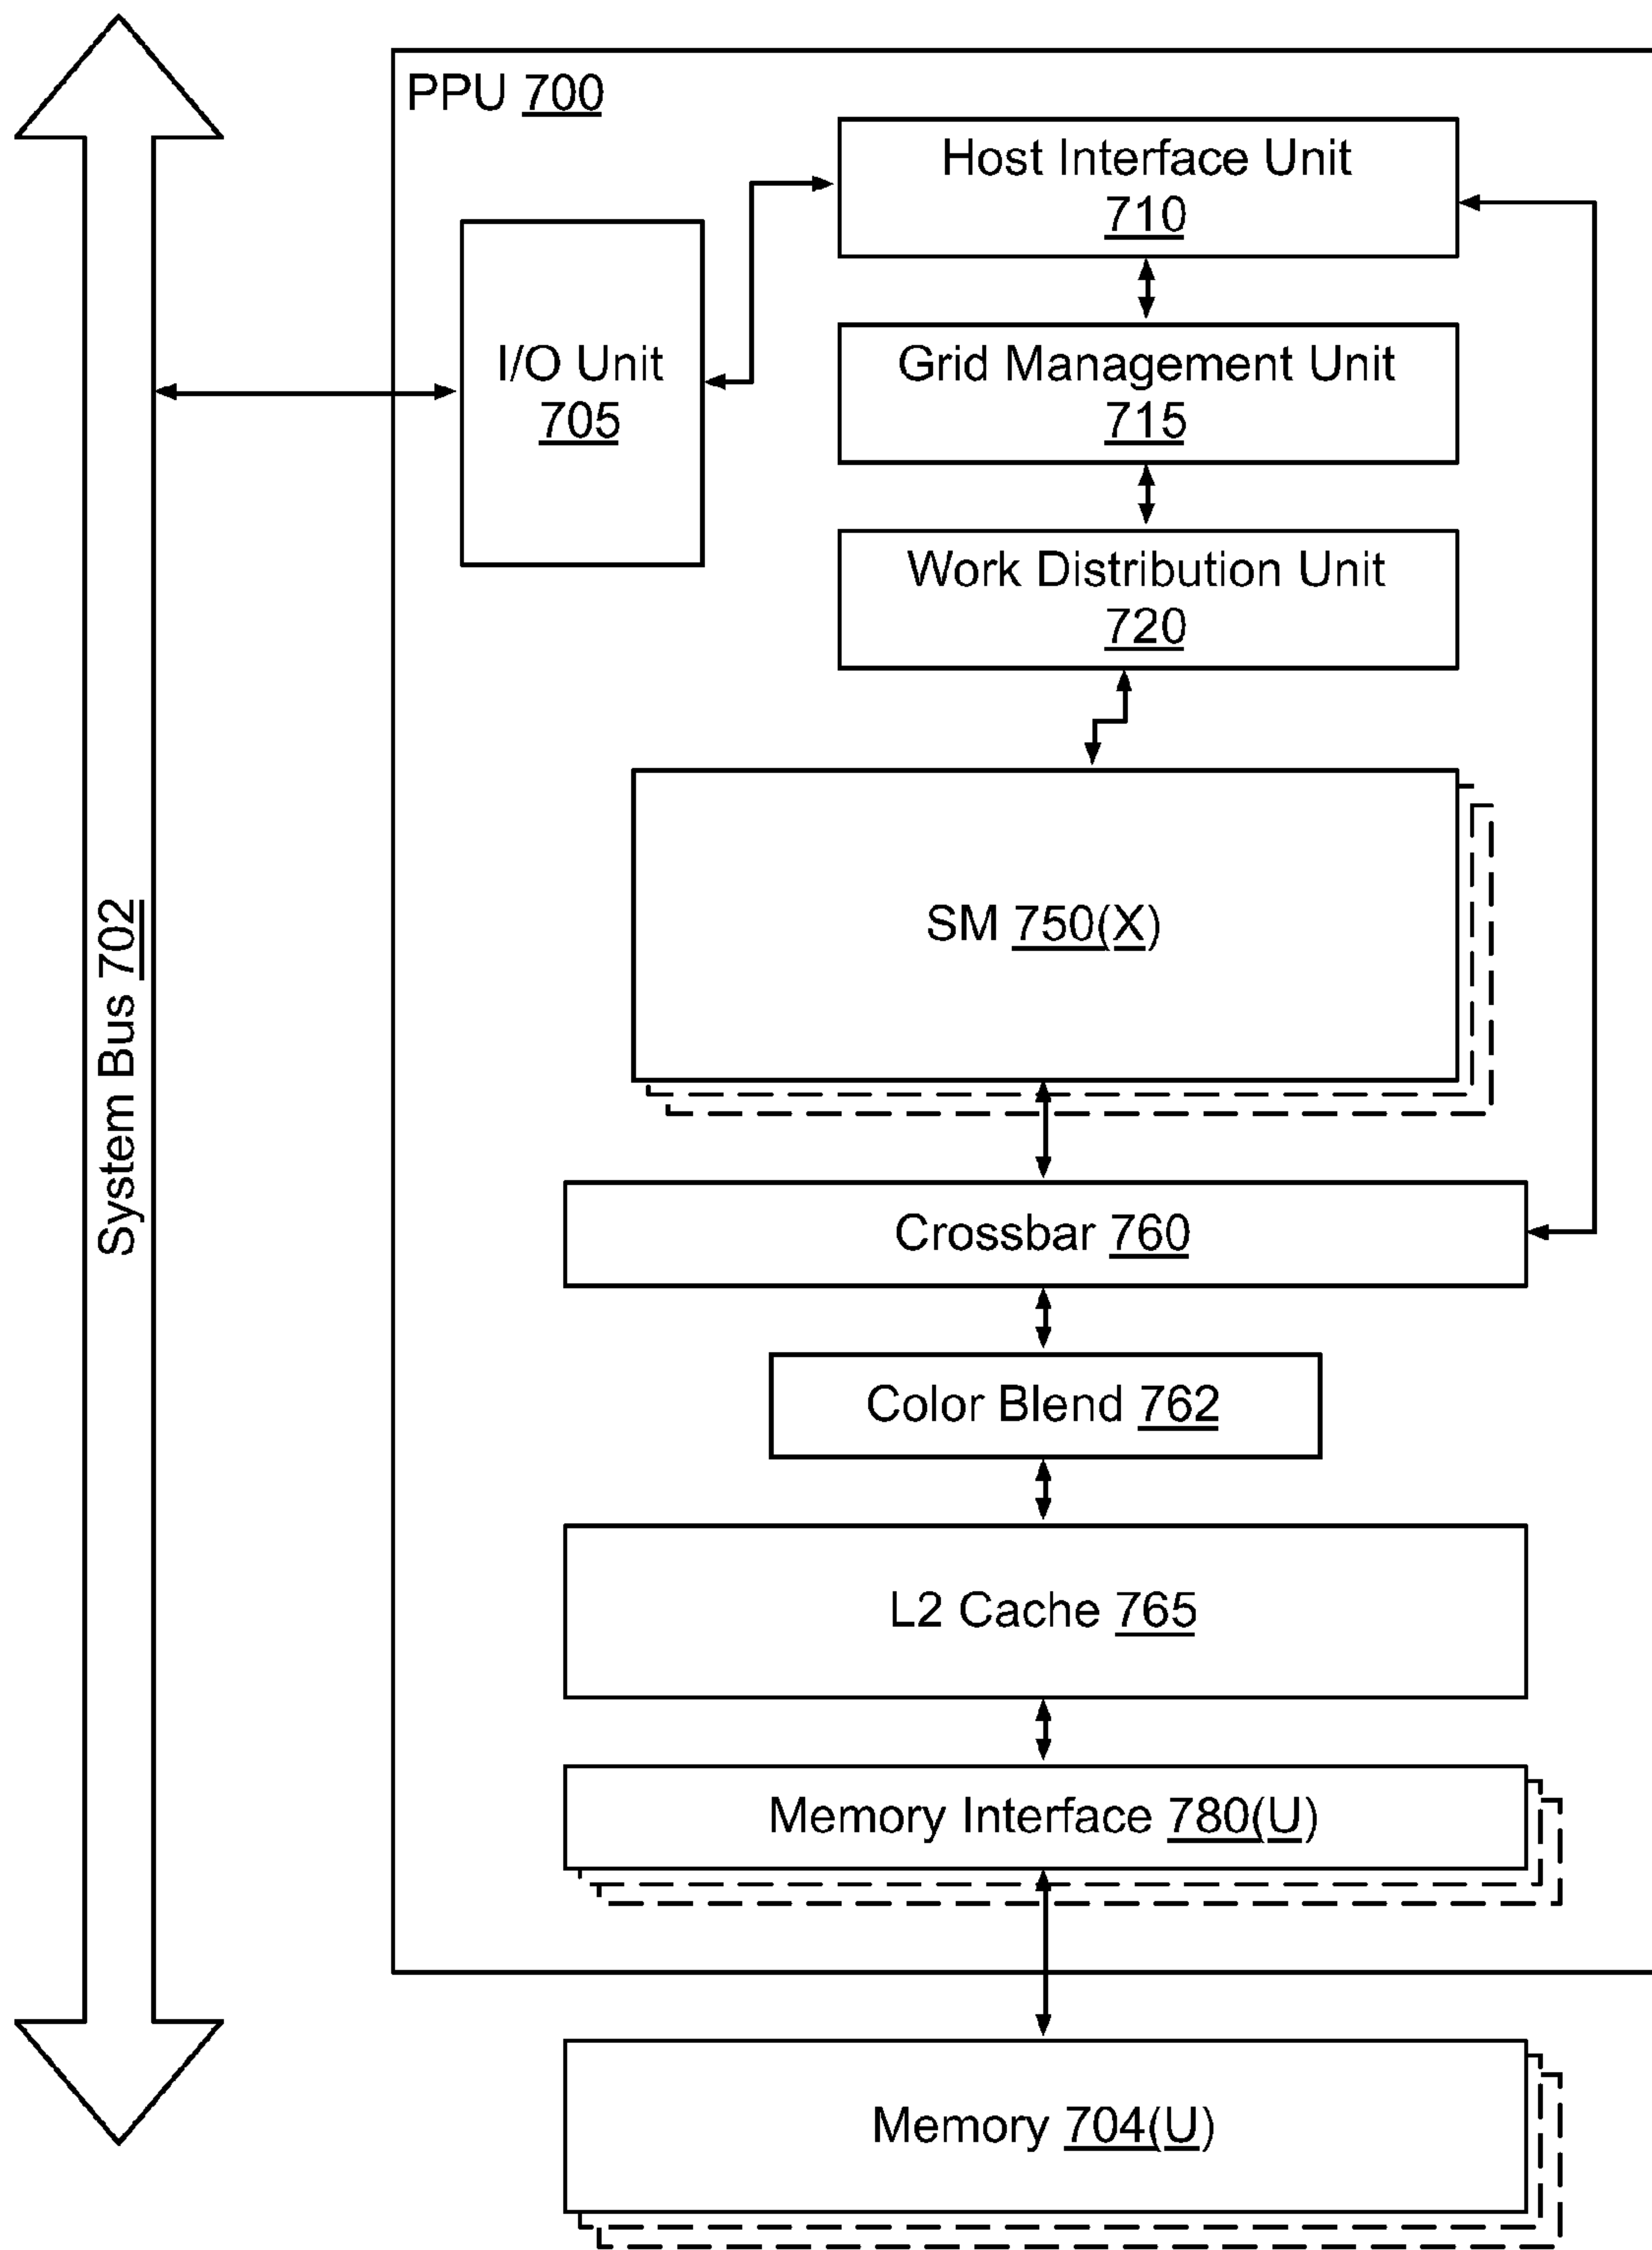 PPU 700
Host Interface Unit
710
I/O Unit
705
Grid Management Unit
715
Work Distribution Unit
720
SM 750(X)
System Bus 702
Crossbar 760
Color Blend 762
L2 Cache 765
Memory Interface 780(U)
Memory 704(U)